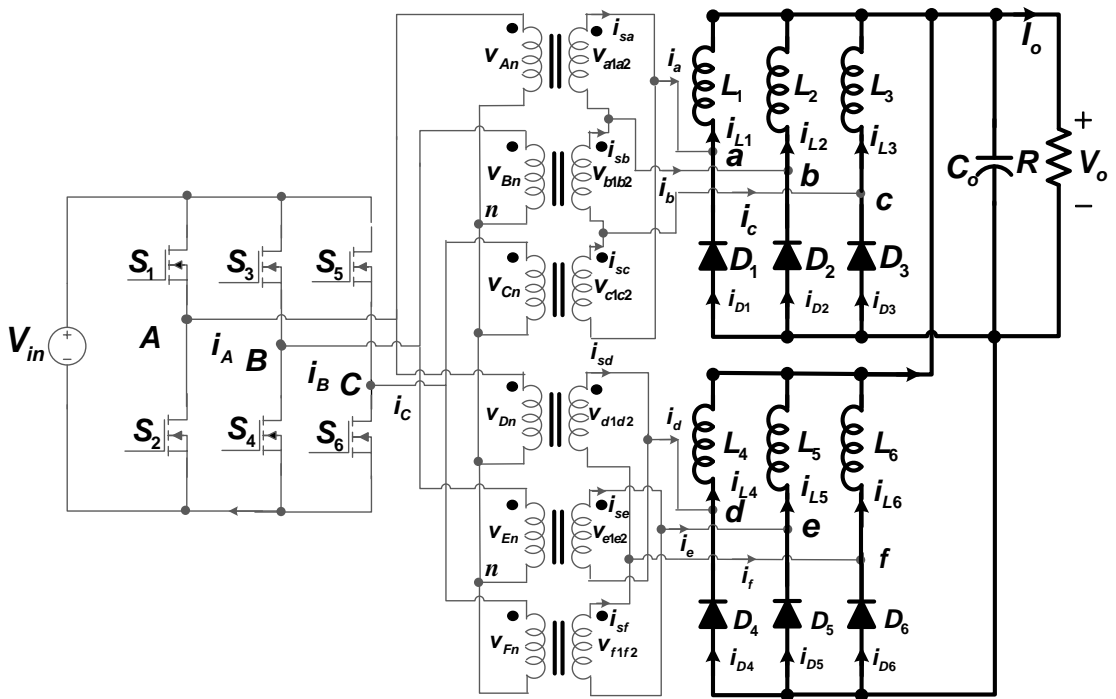 V_in
S_1
S_3
S_5
S_2
S_4
S_6
A
B
C
i_A
i_B
i_C
v_An
v_a1a2
i_sa
v_Bn
v_b1b2
i_sb
n
v_Cn
v_c1c2
i_sc
v_Dn
v_d1d2
i_sd
v_En
v_e1e2
i_se
n
v_Fn
v_f1f2
i_sf
i_a
i_b
i_c
L_1
L_2
L_3
i_L1
i_L2
i_L3
a
b
c
D_1
D_2
D_3
i_D1
i_D2
i_D3
I_o
C_o
R
+
V_o
−
i_d
i_e
i_f
L_4
L_5
L_6
i_L4
i_L5
i_L6
d
e
f
D_4
D_5
D_6
i_D4
i_D5
i_D6